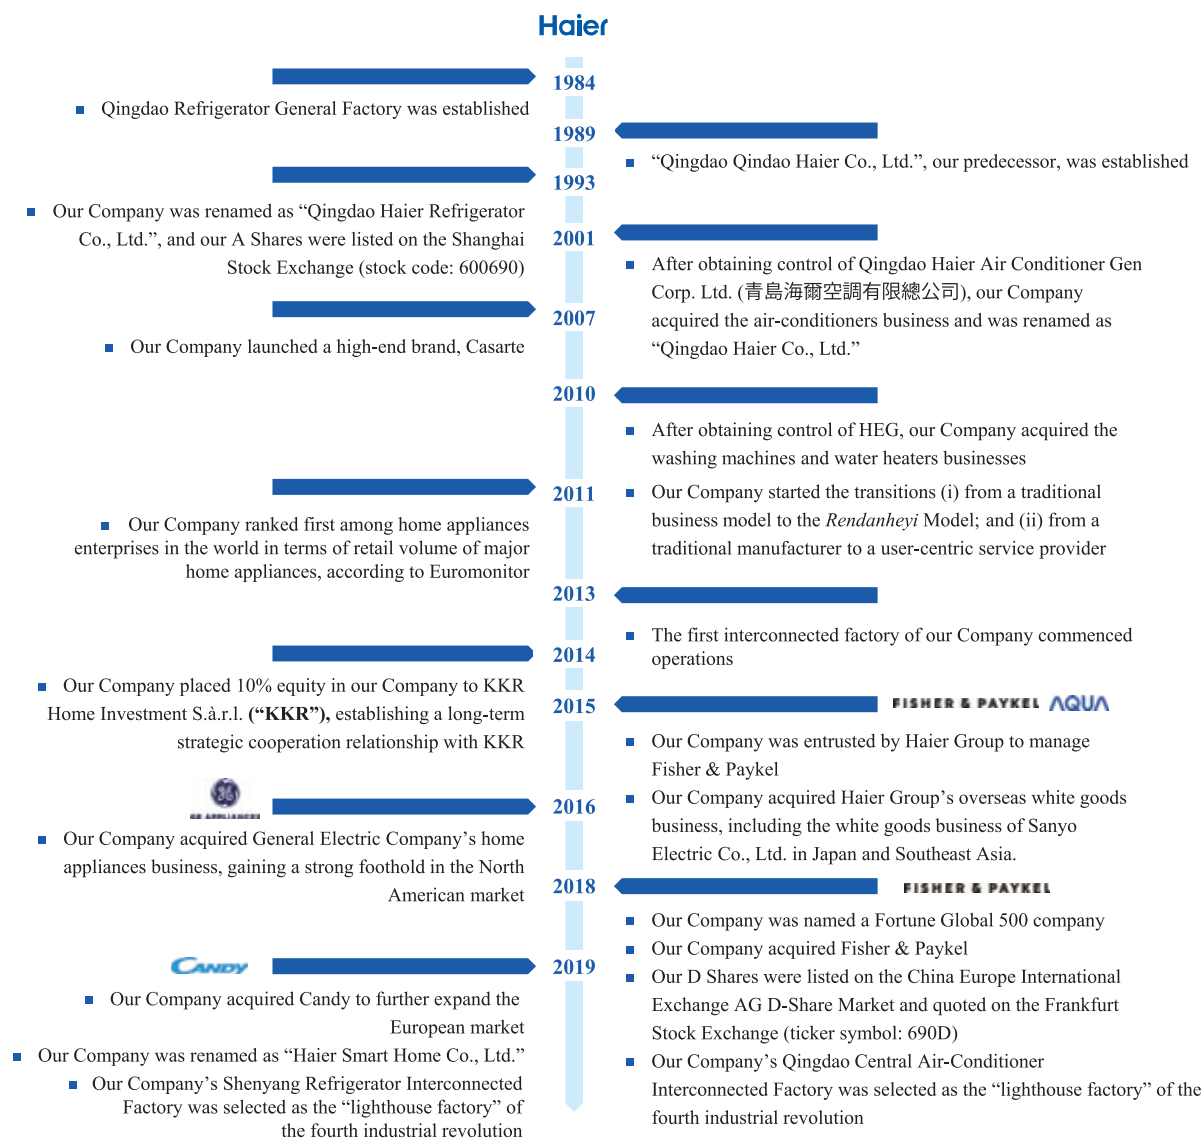 Haier
1984
Qingdao Refrigerator General Factory was established
1989
“Qingdao Qindao Haier Co., Ltd.”, our predecessor, was established
1993
Our Company was renamed as “Qingdao Haier Refrigerator
Co., Ltd.”, and our A Shares were listed on the Shanghai
Stock Exchange (stock code: 600690)
2001
After obtaining control of Qingdao Haier Air Conditioner Gen
Corp. Ltd. (青島海爾空調有限總公司), our Company
acquired the air-conditioners business and was renamed as
“Qingdao Haier Co., Ltd.”
2007
Our Company launched a high-end brand, Casarte
2010
After obtaining control of HEG, our Company acquired the
washing machines and water heaters businesses
Our Company started the transitions (i) from a traditional
business model to the Rendanheyi Model; and (ii) from a
traditional manufacturer to a user-centric service provider
2011
Our Company ranked first among home appliances
enterprises in the world in terms of retail volume of major
home appliances, according to Euromonitor
2013
The first interconnected factory of our Company commenced
operations
2014
Our Company placed 10% equity in our Company to KKR
Home Investment S.à.r.l. (“KKR”), establishing a long-term
strategic cooperation relationship with KKR
2015
FISHER & PAYKEL AQUA
Our Company was entrusted by Haier Group to manage
Fisher & Paykel
Our Company acquired Haier Group’s overseas white goods
business, including the white goods business of Sanyo
Electric Co., Ltd. in Japan and Southeast Asia.
GE APPLIANCES
2016
Our Company acquired General Electric Company’s home
appliances business, gaining a strong foothold in the North
American market
2018
FISHER & PAYKEL
Our Company was named a Fortune Global 500 company
Our Company acquired Fisher & Paykel
Our D Shares were listed on the China Europe International
Exchange AG D-Share Market and quoted on the Frankfurt
Stock Exchange (ticker symbol: 690D)
Our Company’s Qingdao Central Air-Conditioner
Interconnected Factory was selected as the “lighthouse factory” of the
fourth industrial revolution
CANDY
2019
Our Company acquired Candy to further expand the
European market
Our Company was renamed as “Haier Smart Home Co., Ltd.”
Our Company’s Shenyang Refrigerator Interconnected
Factory was selected as the “lighthouse factory” of
the fourth industrial revolution